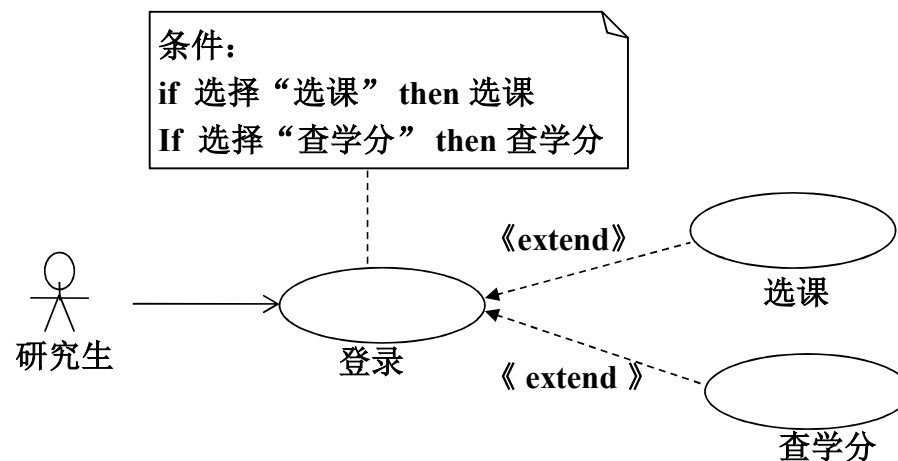 条件：
if 选择“选课” then 选课
If 选择“查学分” then 查学分
《extend》
选课
研究生
登录
《 extend 》
查学分